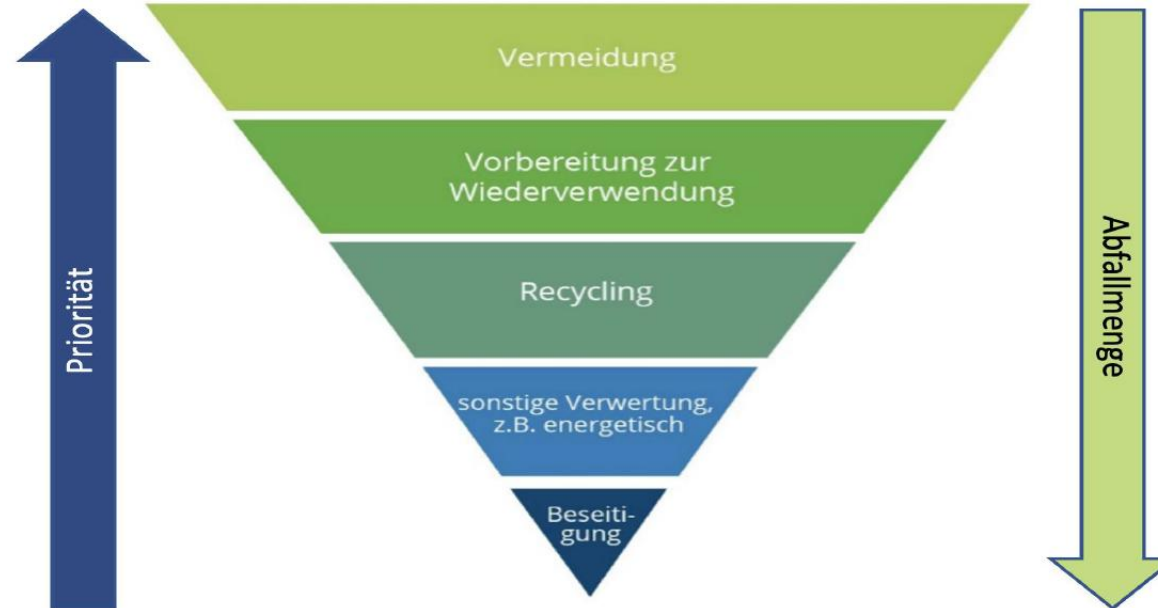 Vermeidung
Vorbereitung zur
Wiederverwendung
Recycling
sonstige Verwertung,
z.B. energetisch
Beseiti-
gung
Priorität
Abfallmenge